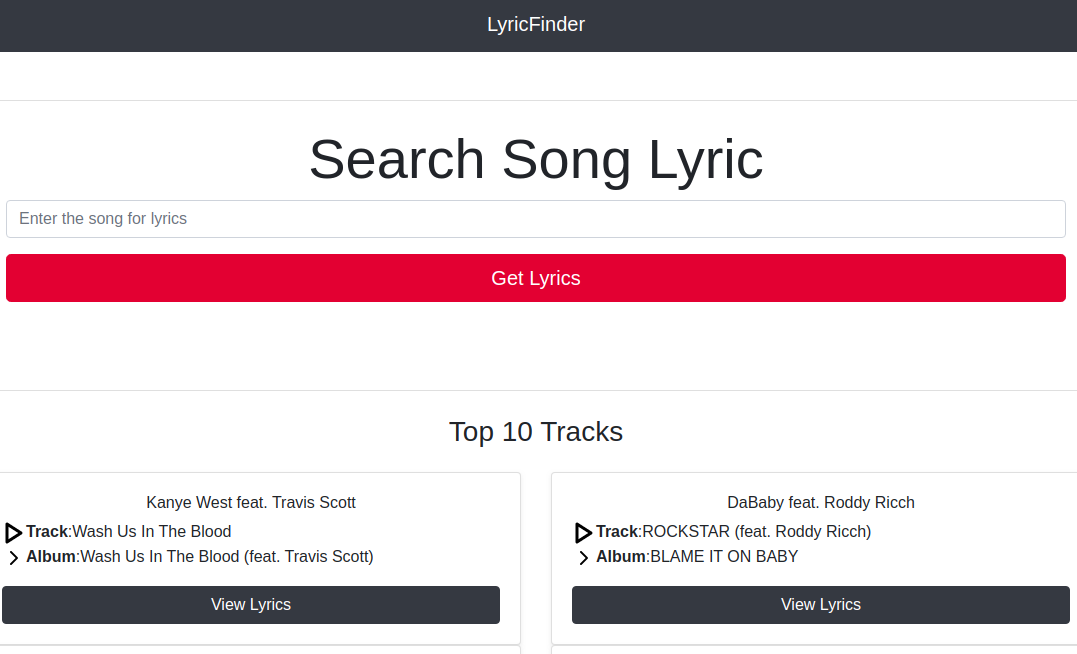 LyricFinder
Search Song Lyric
Enter the song for lyrics
Get Lyrics
Top 10 Tracks
Kanye West feat. Travis Scott
Track:Wash Us In The Blood
Album:Wash Us In The Blood (feat. Travis Scott)
View Lyrics
DaBaby feat. Roddy Ricch
Track:ROCKSTAR (feat. Roddy Ricch)
Album:BLAME IT ON BABY
View Lyrics